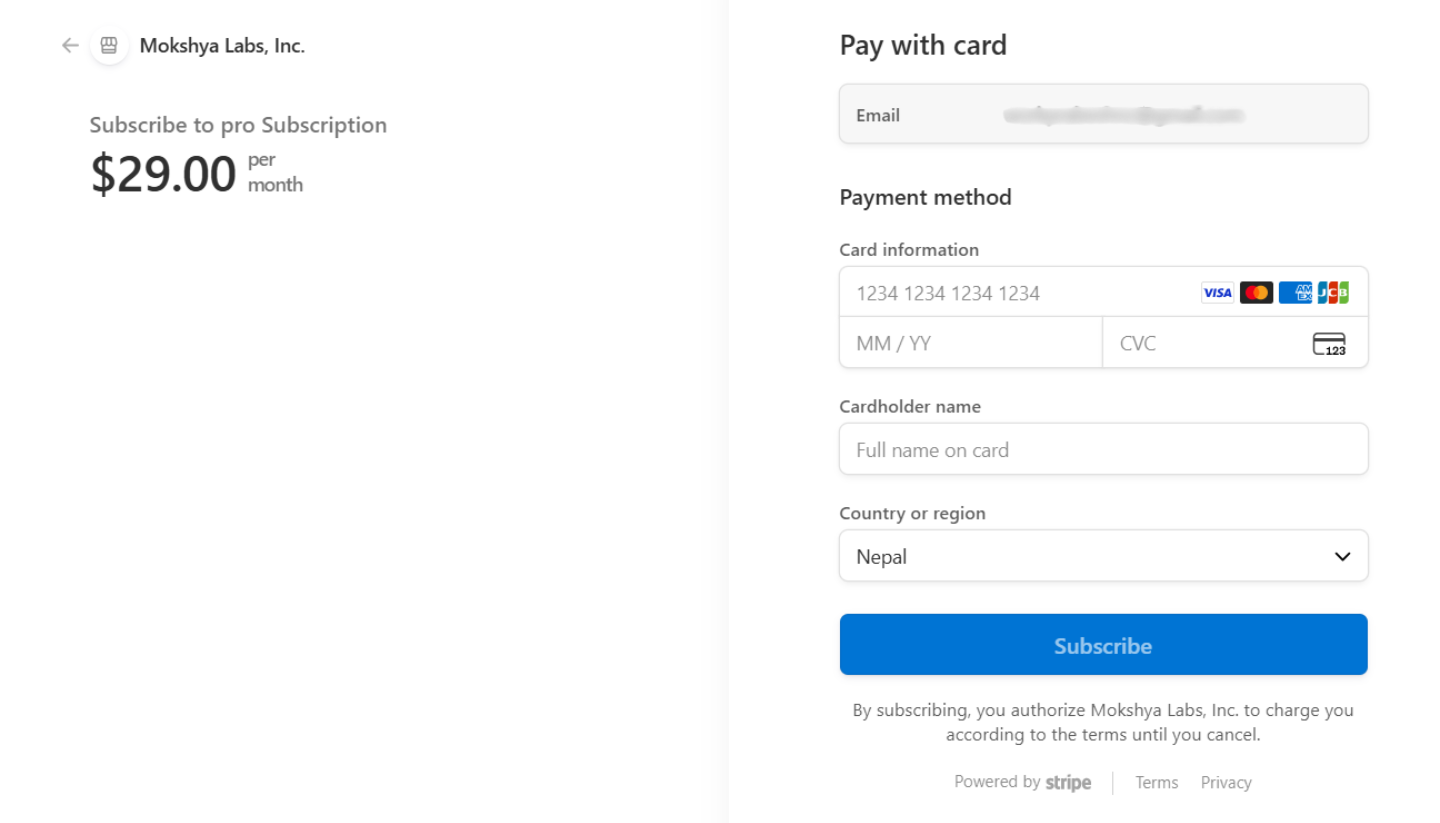 Mokshya Labs, Inc.
Subscribe to pro Subscription
$29.00 per
month
Pay with card
Email
Payment method
Card information
1234 1234 1234 1234 VISA AM EX JCB
MM / YY CVC 123
Cardholder name
Full name on card
Country or region
Nepal
Subscribe
By subscribing, you authorize Mokshya Labs, Inc. to charge you
according to the terms until you cancel.
Powered by stripe Terms Privacy